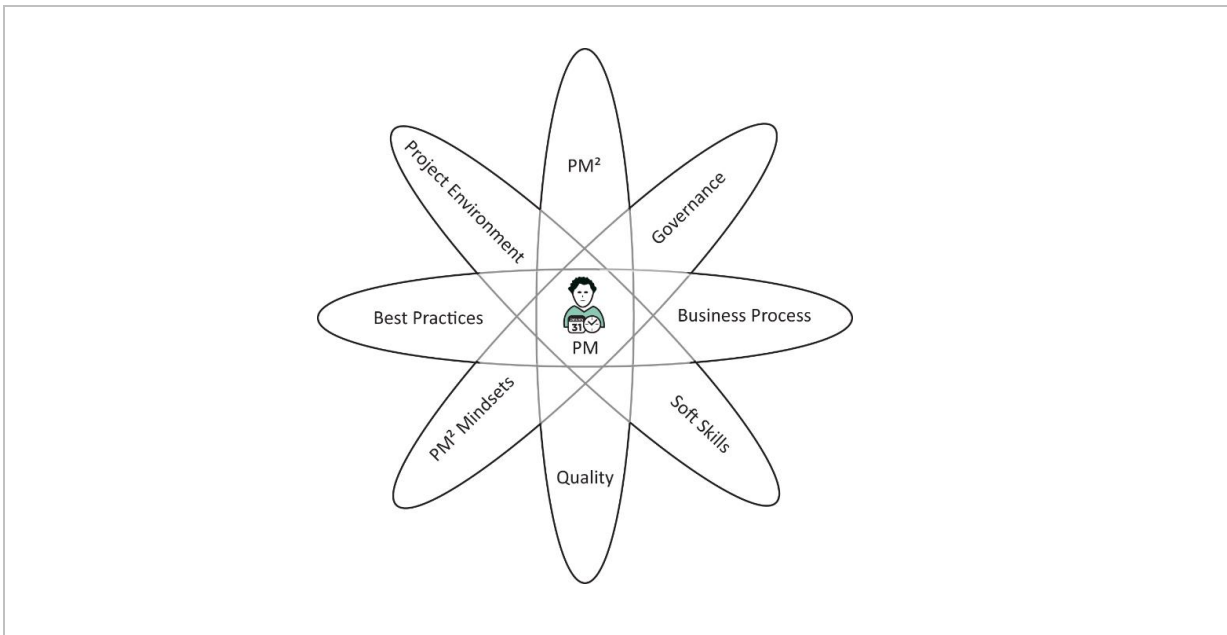 PM²
Project Environment
Governance
Best Practices
31
PM
Business Process
PM² Mindsets
Soft Skills
Quality